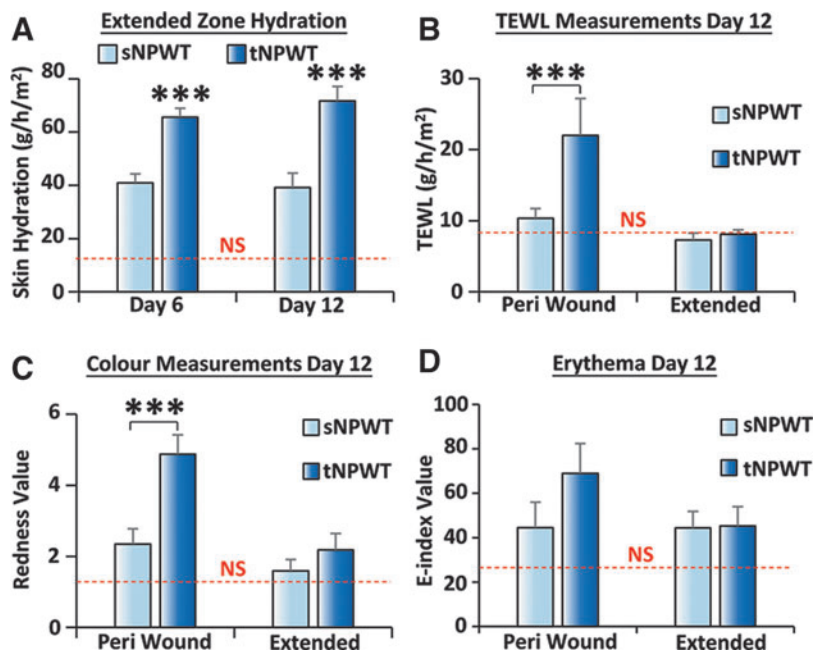 A
Extended Zone Hydration
sNPWT
tNPWT
Skin Hydration (g/h/m²)
80
60
40
20
0
***
***
NS
Day 6
Day 12
B
TEWL Measurements Day 12
TEWL (g/h/m²)
30
20
10
0
***
sNPWT
tNPWT
NS
Peri Wound
Extended
C
Colour Measurements Day 12
Redness Value
6
4
2
0
***
sNPWT
tNPWT
NS
Peri Wound
Extended
D
Erythema Day 12
E-index Value
100
80
60
40
20
0
sNPWT
tNPWT
NS
Peri Wound
Extended